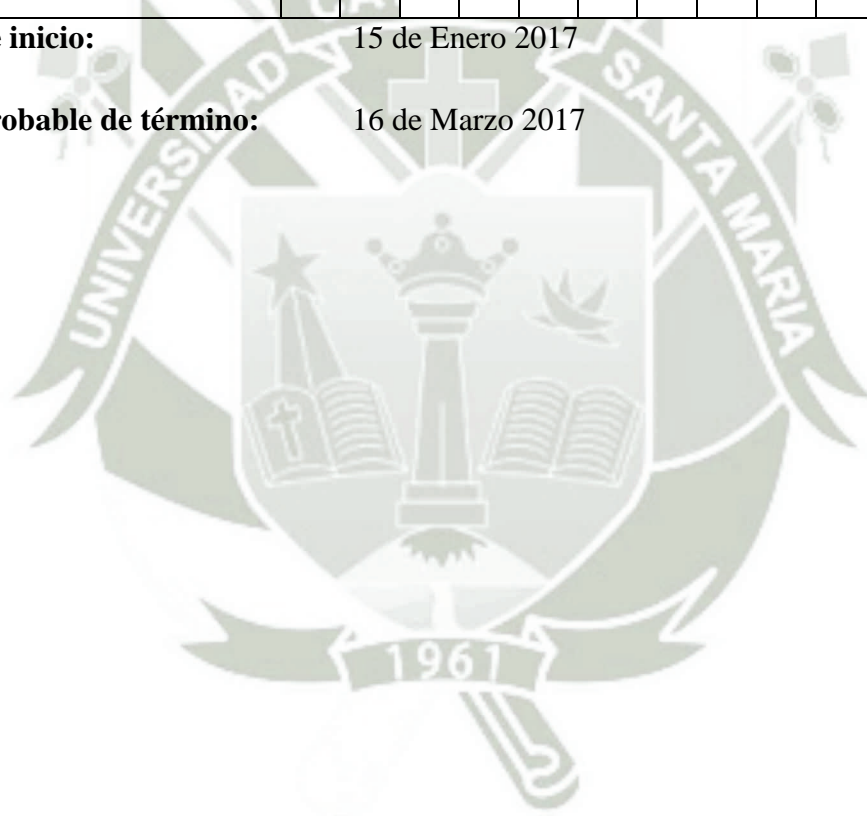 inicio: 15 de Enero 2017
robable de término: 16 de Marzo 2017
UNIVERSIDAD
SANTA MARIA
1961